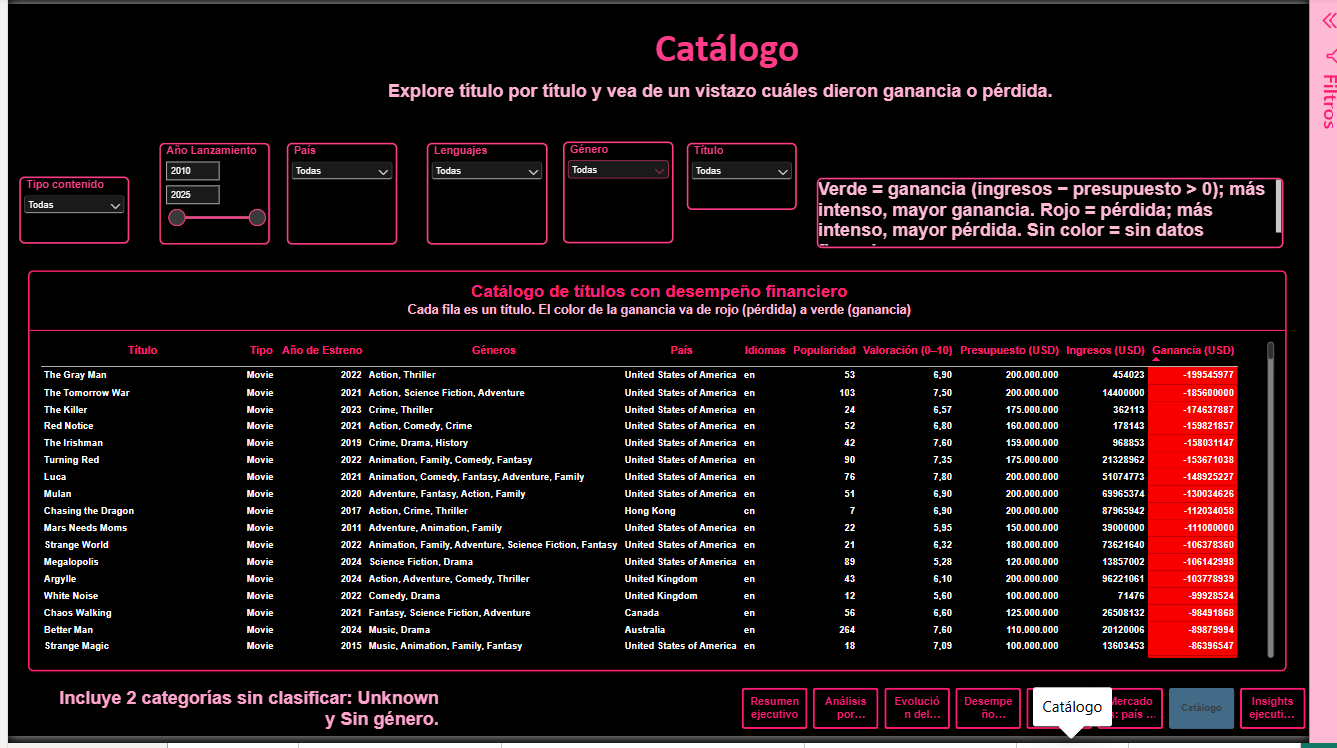 Catálogo
Explore título por título y vea de un vistazo cuáles dieron ganancia o pérdida.
Filtros
Tipo contenido
Todas
Año Lanzamiento
2010
2025
País
Todas
Lenguajes
Todas
Género
Todas
Título
Todas
Verde = ganancia (ingresos − presupuesto > 0); más
intenso, mayor ganancia. Rojo = pérdida; más
intenso, mayor pérdida. Sin color = sin datos
Catálogo de títulos con desempeño financiero
Cada fila es un título. El color de la ganancia va de rojo (pérdida) a verde (ganancia)
Título Tipo Año de Estreno Géneros País Idiomas Popularidad Valoración (0–10) Presupuesto (USD) Ingresos (USD) Ganancia (USD)
The Gray Man Movie 2022 Action, Thriller United States of America en 53 6,90 200.000.000 454023 -199545977
The Tomorrow War Movie 2021 Action, Science Fiction, Adventure United States of America en 103 7,50 200.000.000 14400000 -185600000
The Killer Movie 2023 Crime, Thriller United States of America en 24 6,57 175.000.000 362113 -174637887
Red Notice Movie 2021 Action, Comedy, Crime United States of America en 52 6,80 160.000.000 178143 -159821857
The Irishman Movie 2019 Crime, Drama, History United States of America en 42 7,60 159.000.000 968853 -158031147
Turning Red Movie 2022 Animation, Family, Comedy, Fantasy United States of America en 90 7,35 175.000.000 21328962 -153671038
Luca Movie 2021 Animation, Comedy, Fantasy, Adventure, Family United States of America en 76 7,80 200.000.000 51074773 -148925227
Mulan Movie 2020 Adventure, Fantasy, Action, Family United States of America en 51 6,90 200.000.000 69965374 -130034626
Chasing the Dragon Movie 2017 Action, Crime, Thriller Hong Kong cn 7 6,90 200.000.000 87965942 -112034058
Mars Needs Moms Movie 2011 Adventure, Animation, Family United States of America en 22 5,95 150.000.000 39000000 -111000000
Strange World Movie 2022 Animation, Family, Adventure, Science Fiction, Fantasy United States of America en 21 6,32 180.000.000 73621640 -106378360
Megalopolis Movie 2024 Science Fiction, Drama United States of America en 89 5,28 120.000.000 13857002 -106142998
Argylle Movie 2024 Action, Adventure, Comedy, Thriller United Kingdom en 43 6,10 200.000.000 96221061 -103778939
White Noise Movie 2022 Comedy, Drama United Kingdom en 12 5,60 100.000.000 71476 -99928524
Chaos Walking Movie 2021 Fantasy, Science Fiction, Adventure Canada en 56 6,60 125.000.000 26508132 -98491868
Better Man Movie 2024 Music, Drama Australia en 264 7,60 110.000.000 20120006 -89879994
Strange Magic Movie 2015 Music, Animation, Family, Fantasy United States of America en 18 7,09 100.000.000 13603453 -86396547
Incluye 2 categorías sin clasificar: Unknown
y Sin género.
Resumen
ejecutivo
Análisis
por...
Evolució
n del...
Desempe
ño...
Catálogo
Mercado
s: país ...
Catálogo
Insights
ejecuti...